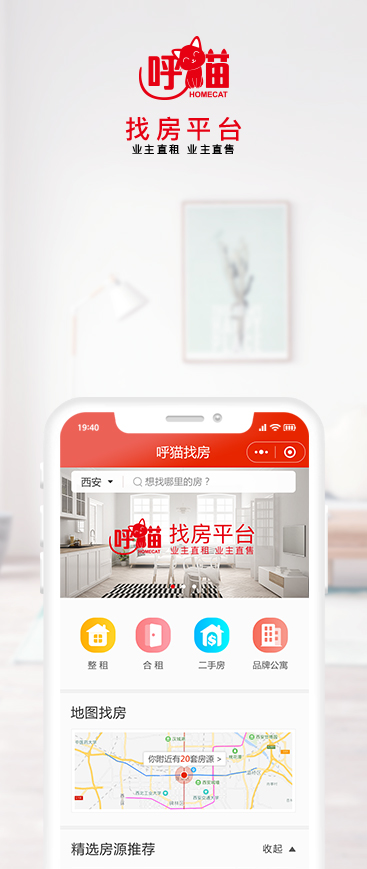 呼猫
HOMECAT
找房平台
业主直租 业主直售
19:40
呼猫找房
西安
想找哪里的房？
呼猫
HOMECAT
找房平台
业主直租 业主直售
整 租
合 租
二手房
品牌公寓
地图找房
你附近有20套房源 >
精选房源推荐
收起